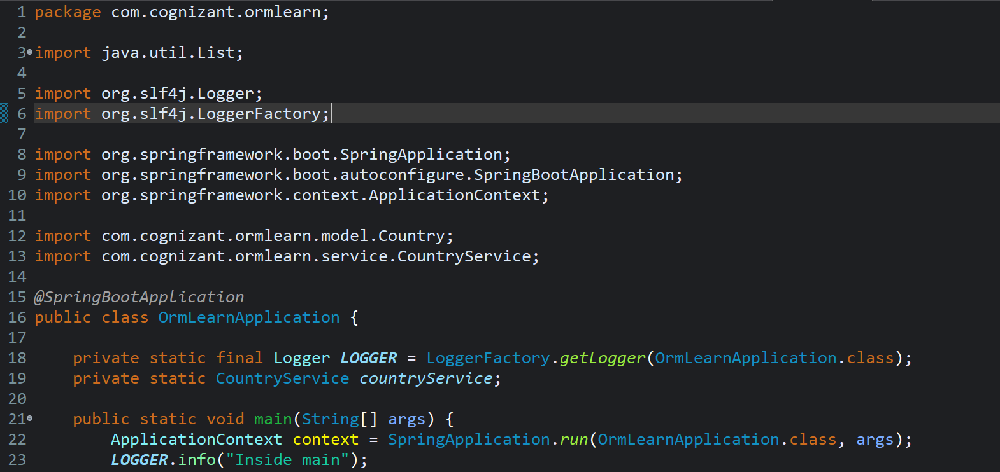 1 package com.cognizant.ormlearn;
2
3 import java.util.List;
4
5 import org.slf4j.Logger;
6 import org.slf4j.LoggerFactory;
7
8 import org.springframework.boot.SpringApplication;
9 import org.springframework.boot.autoconfigure.SpringBootApplication;
10 import org.springframework.context.ApplicationContext;
11
12 import com.cognizant.ormlearn.model.Country;
13 import com.cognizant.ormlearn.service.CountryService;
14
15 @SpringBootApplication
16 public class OrmLearnApplication {
17
18     private static final Logger LOGGER = LoggerFactory.getLogger(OrmLearnApplication.class);
19     private static CountryService countryService;
20
21     public static void main(String[] args) {
22         ApplicationContext context = SpringApplication.run(OrmLearnApplication.class, args);
23         LOGGER.info("Inside main");